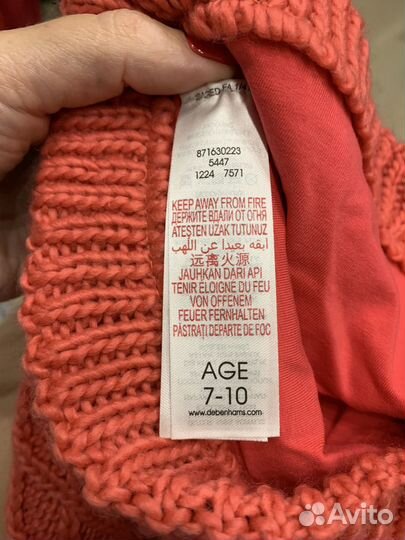 871630223
5447
1224 7571
KEEP AWAY FROM FIRE
ДЕРЖИТЕ ВДАЛИ ОТ ОГНЯ
ATEŞTEN UZAK TUTUNUZ
ابقه بعيدا عن اللهب
远离火源
JAUHKAN DARI API
TENIR ELOIGNE DU FEU
VON OFFENEM
FEUER FERNHALTEN
PĂSTRAŢI DEPARTE DE FOC
AGE
7-10
www.debenhams.com
Avito